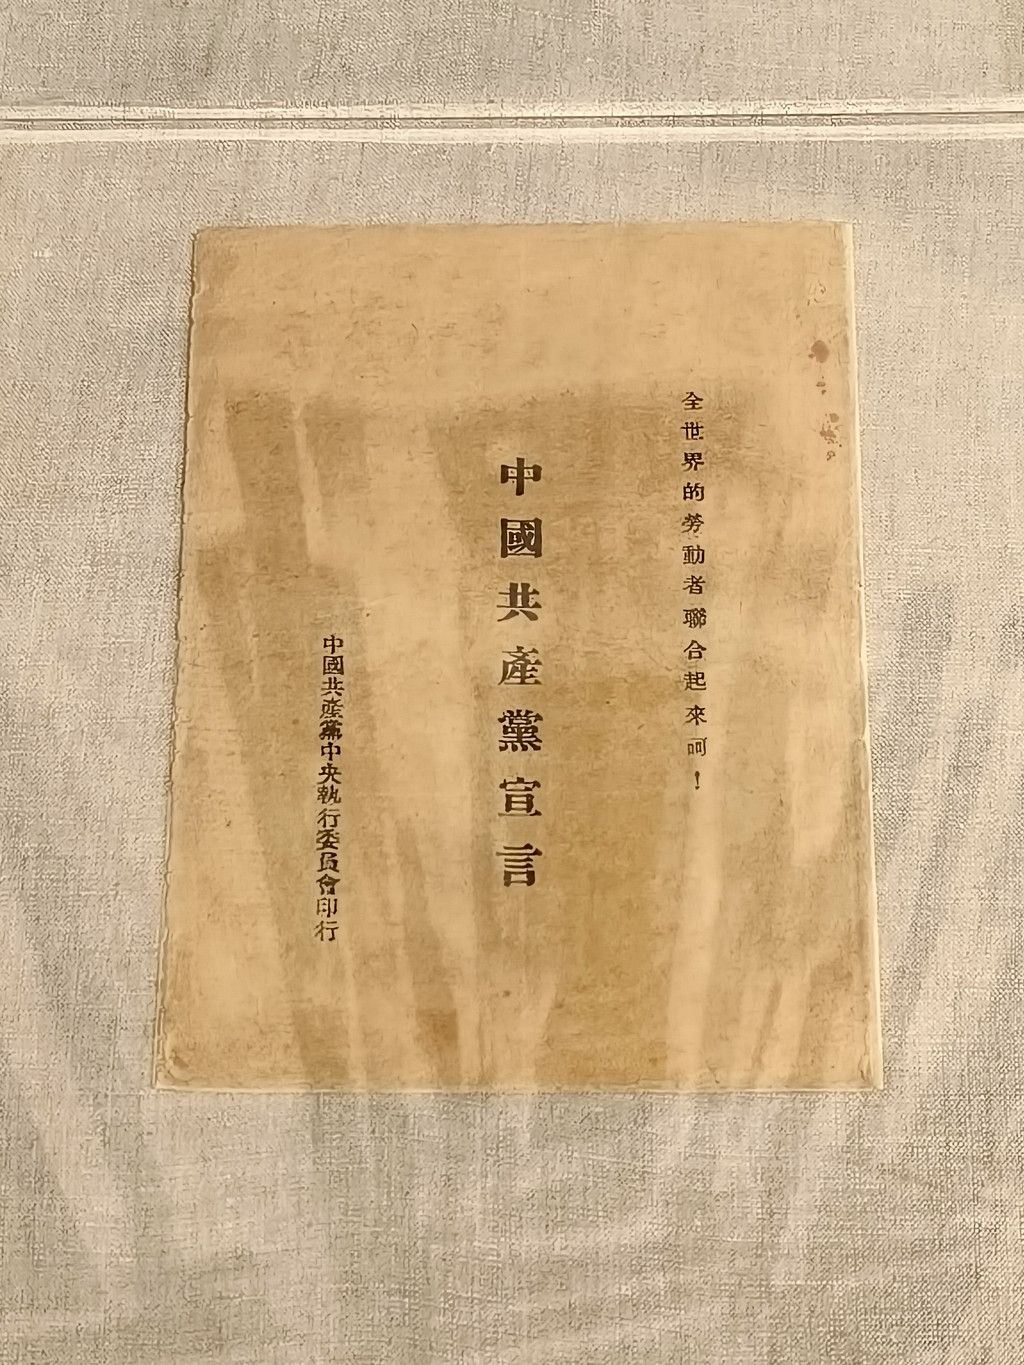 全世界的勞動者聯合起來呵！
中國共產黨宣言
中國共產黨中央執行委員會印行